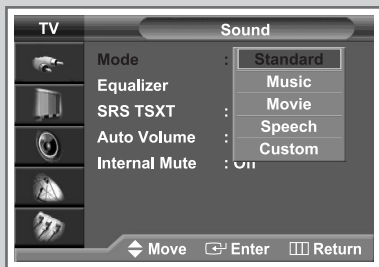 TV Sound
Mode : Standard
Music
Equalizer
Movie
SRS TSXT :
Speech
Auto Volume :
Custom
Internal Mute : Off
Move Enter Return